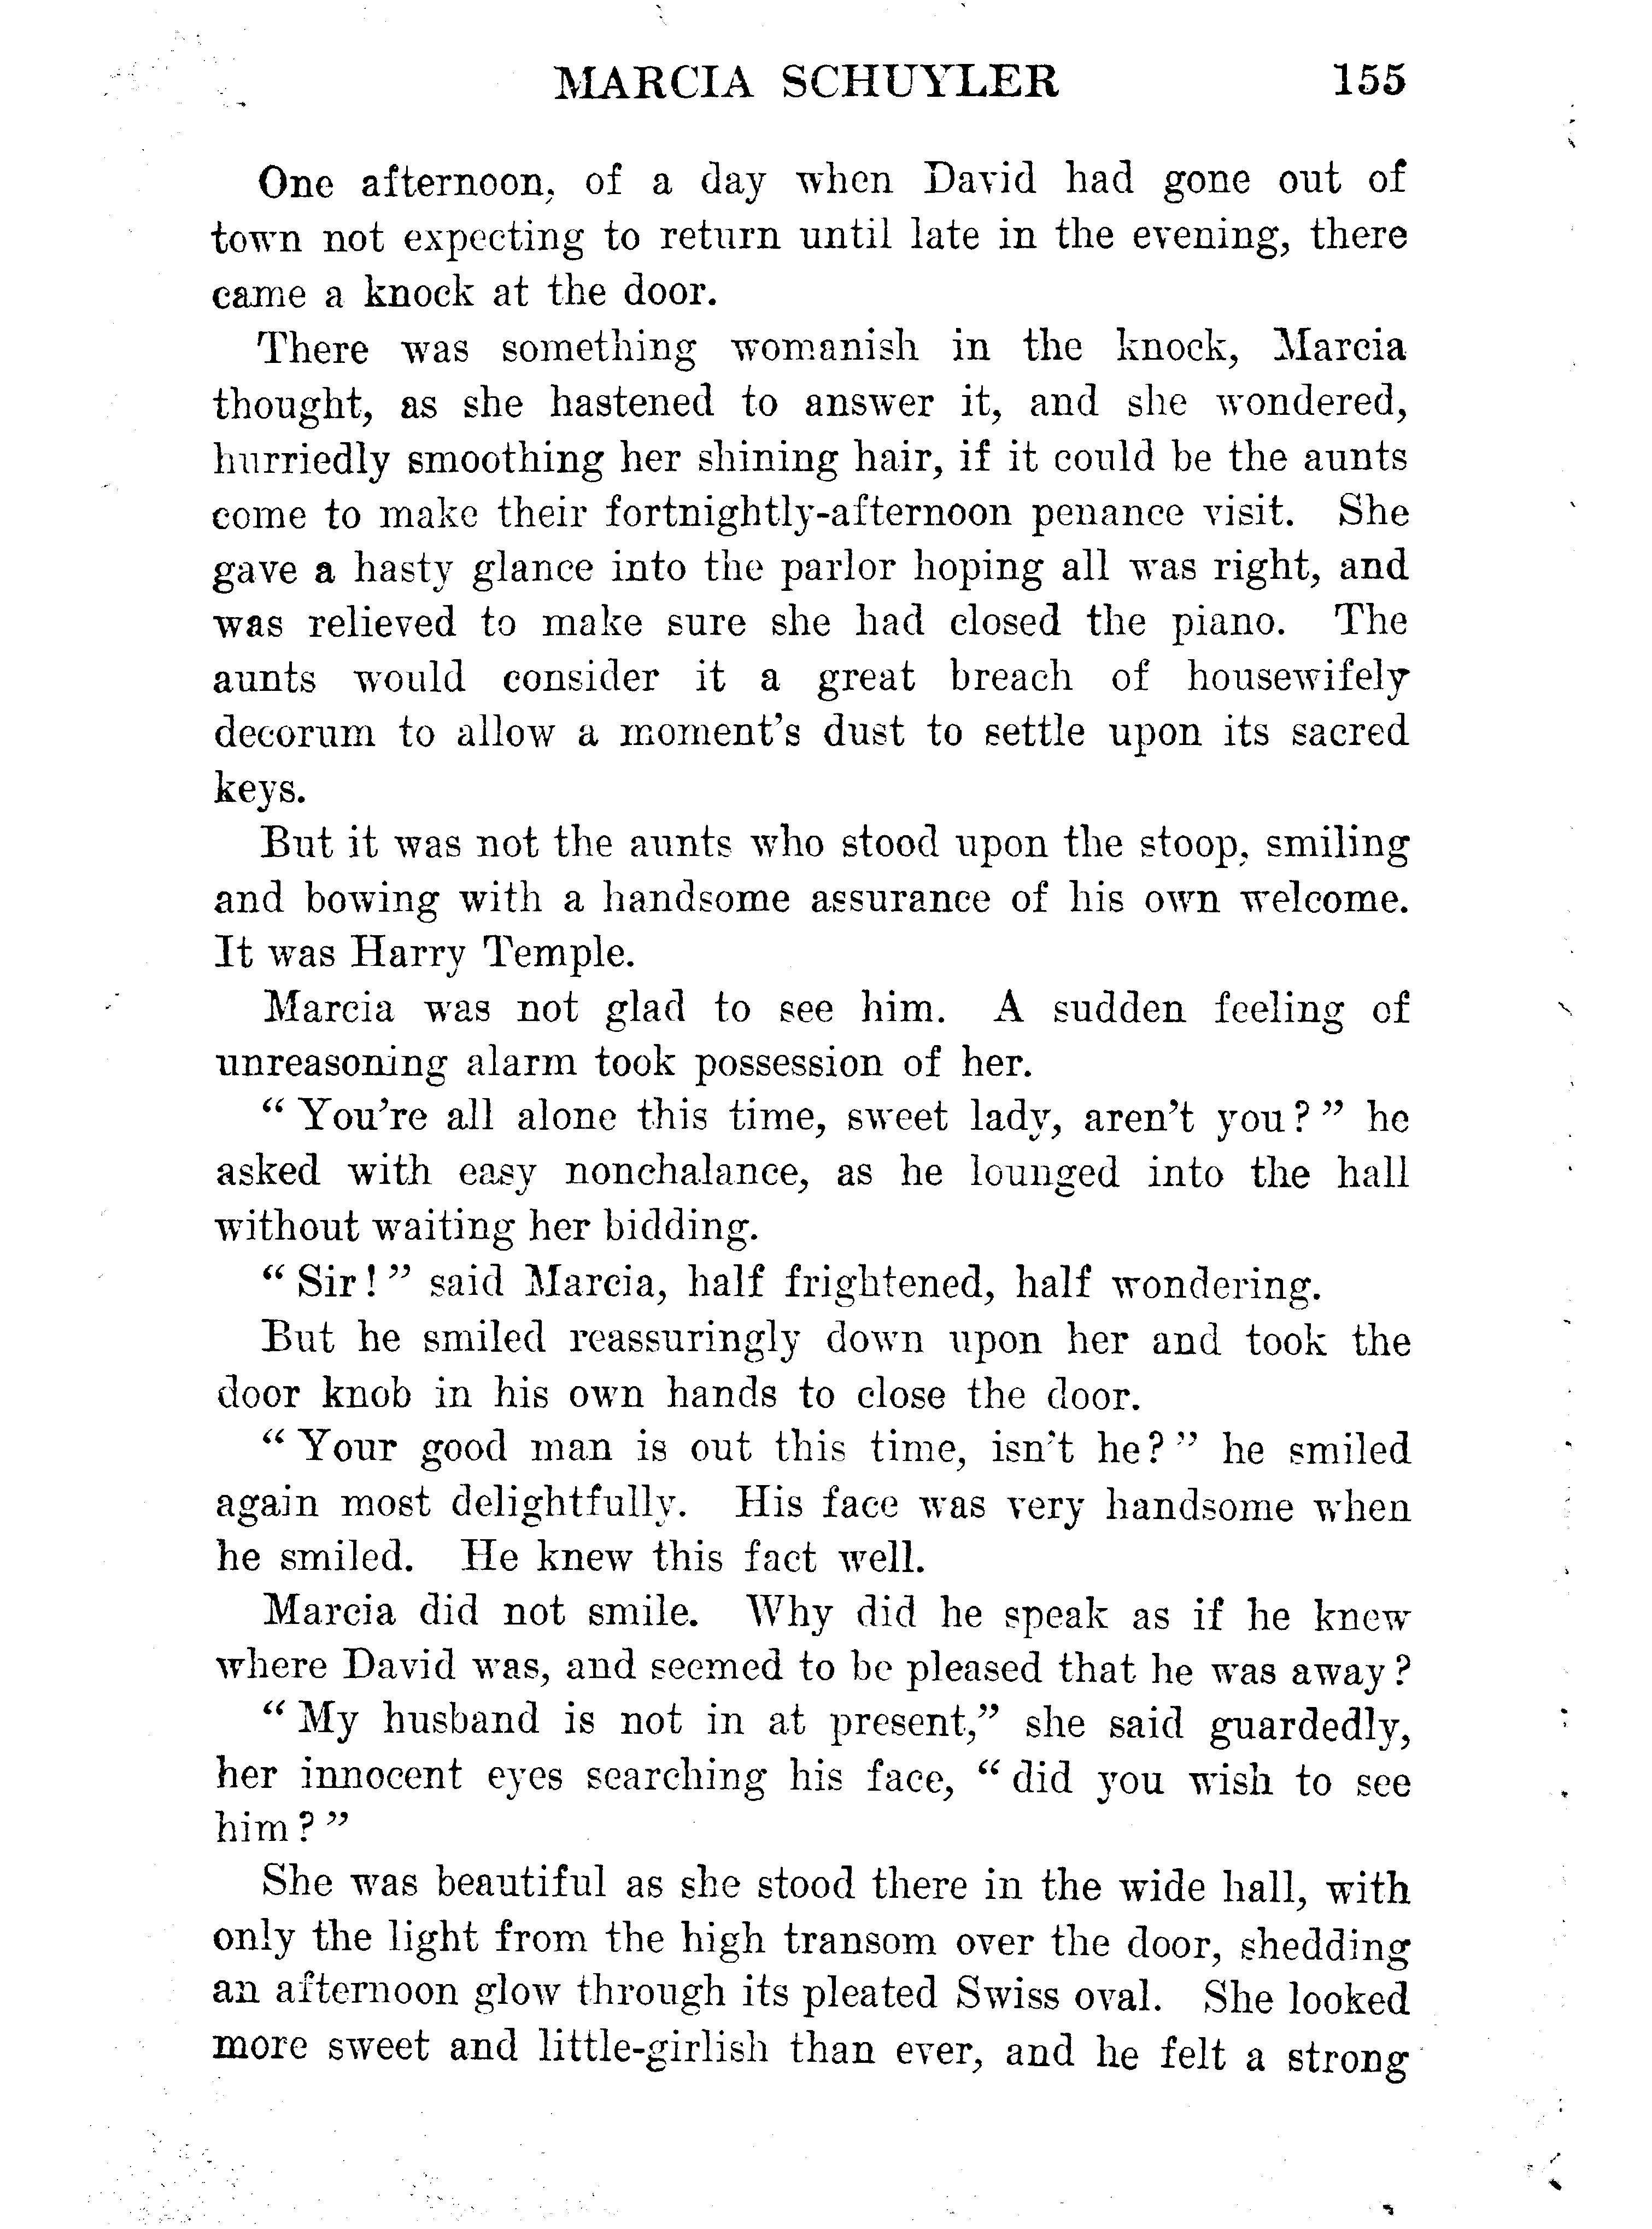 MARCIA SCHUYLER 155
One afternoon, of a day when David had gone out of
town not expecting to return until late in the evening, there
came a knock at the door.
There was something womanish in the knock, Marcia
thought, as she hastened to answer it, and she wondered,
hurriedly smoothing her shining hair, if it could be the aunts
come to make their fortnightly-afternoon penance visit. She
gave a hasty glance into the parlor hoping all was right, and
was relieved to make sure she had closed the piano. The
aunts would consider it a great breach of housewifely
decorum to allow a moment's dust to settle upon its sacred
keys.
But it was not the aunts who stood upon the stoop, smiling
and bowing with a handsome assurance of his own welcome.
It was Harry Temple.
Marcia was not glad to see him. A sudden feeling of
unreasoning alarm took possession of her.
“ You're all alone this time, sweet lady, aren't you? ” he
asked with easy nonchalance, as he lounged into the hall
without waiting her bidding.
“ Sir! ” said Marcia, half frightened, half wondering.
But he smiled reassuringly down upon her and took the
door knob in his own hands to close the door.
“ Your good man is out this time, isn't he? ” he smiled
again most delightfully. His face was very handsome when
he smiled. He knew this fact well.
Marcia did not smile. Why did he speak as if he knew
where David was, and seemed to be pleased that he was away?
“ My husband is not in at present,” she said guardedly,
her innocent eyes searching his face, “ did you wish to see
him? ”
She was beautiful as she stood there in the wide hall, with
only the light from the high transom over the door, shedding
an afternoon glow through its pleated Swiss oval. She looked
more sweet and little-girlish than ever, and he felt a strong